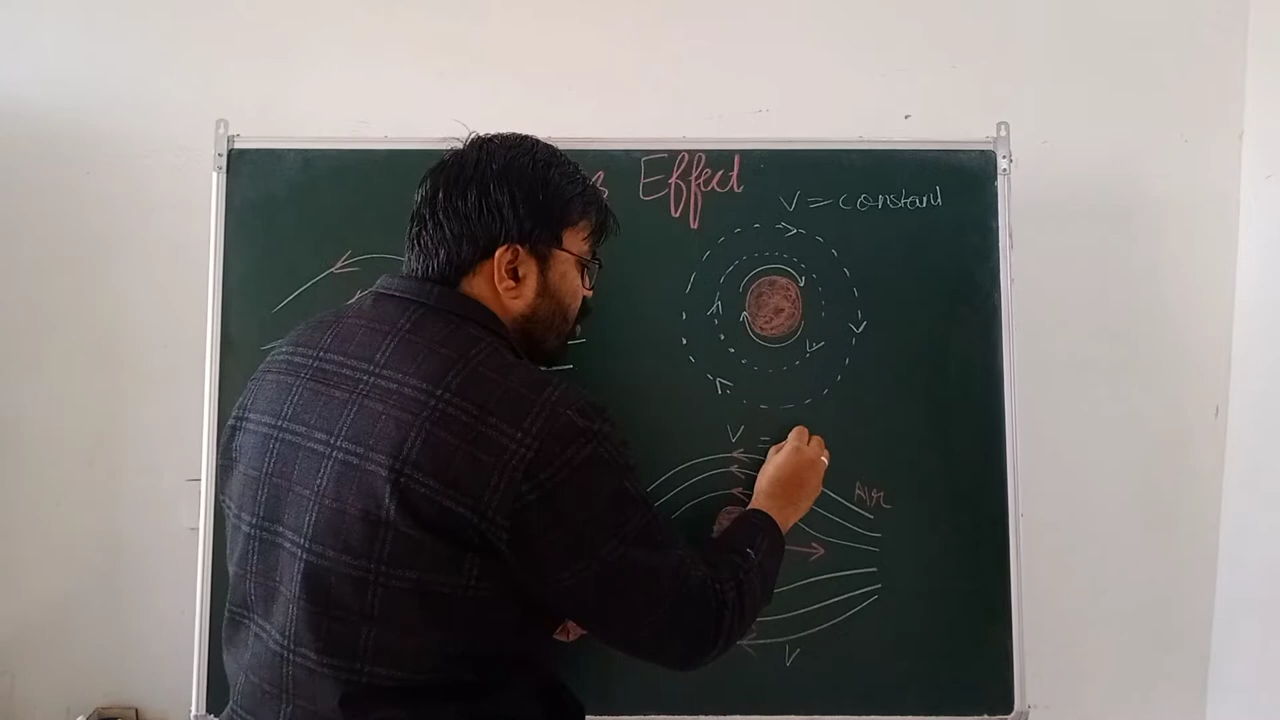 Effect
V = constant
V =
Air
V